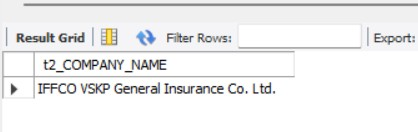 Result Grid Filter Rows: Export:
t2_COMPANY_NAME
IFFCO VSKP General Insurance Co. Ltd.